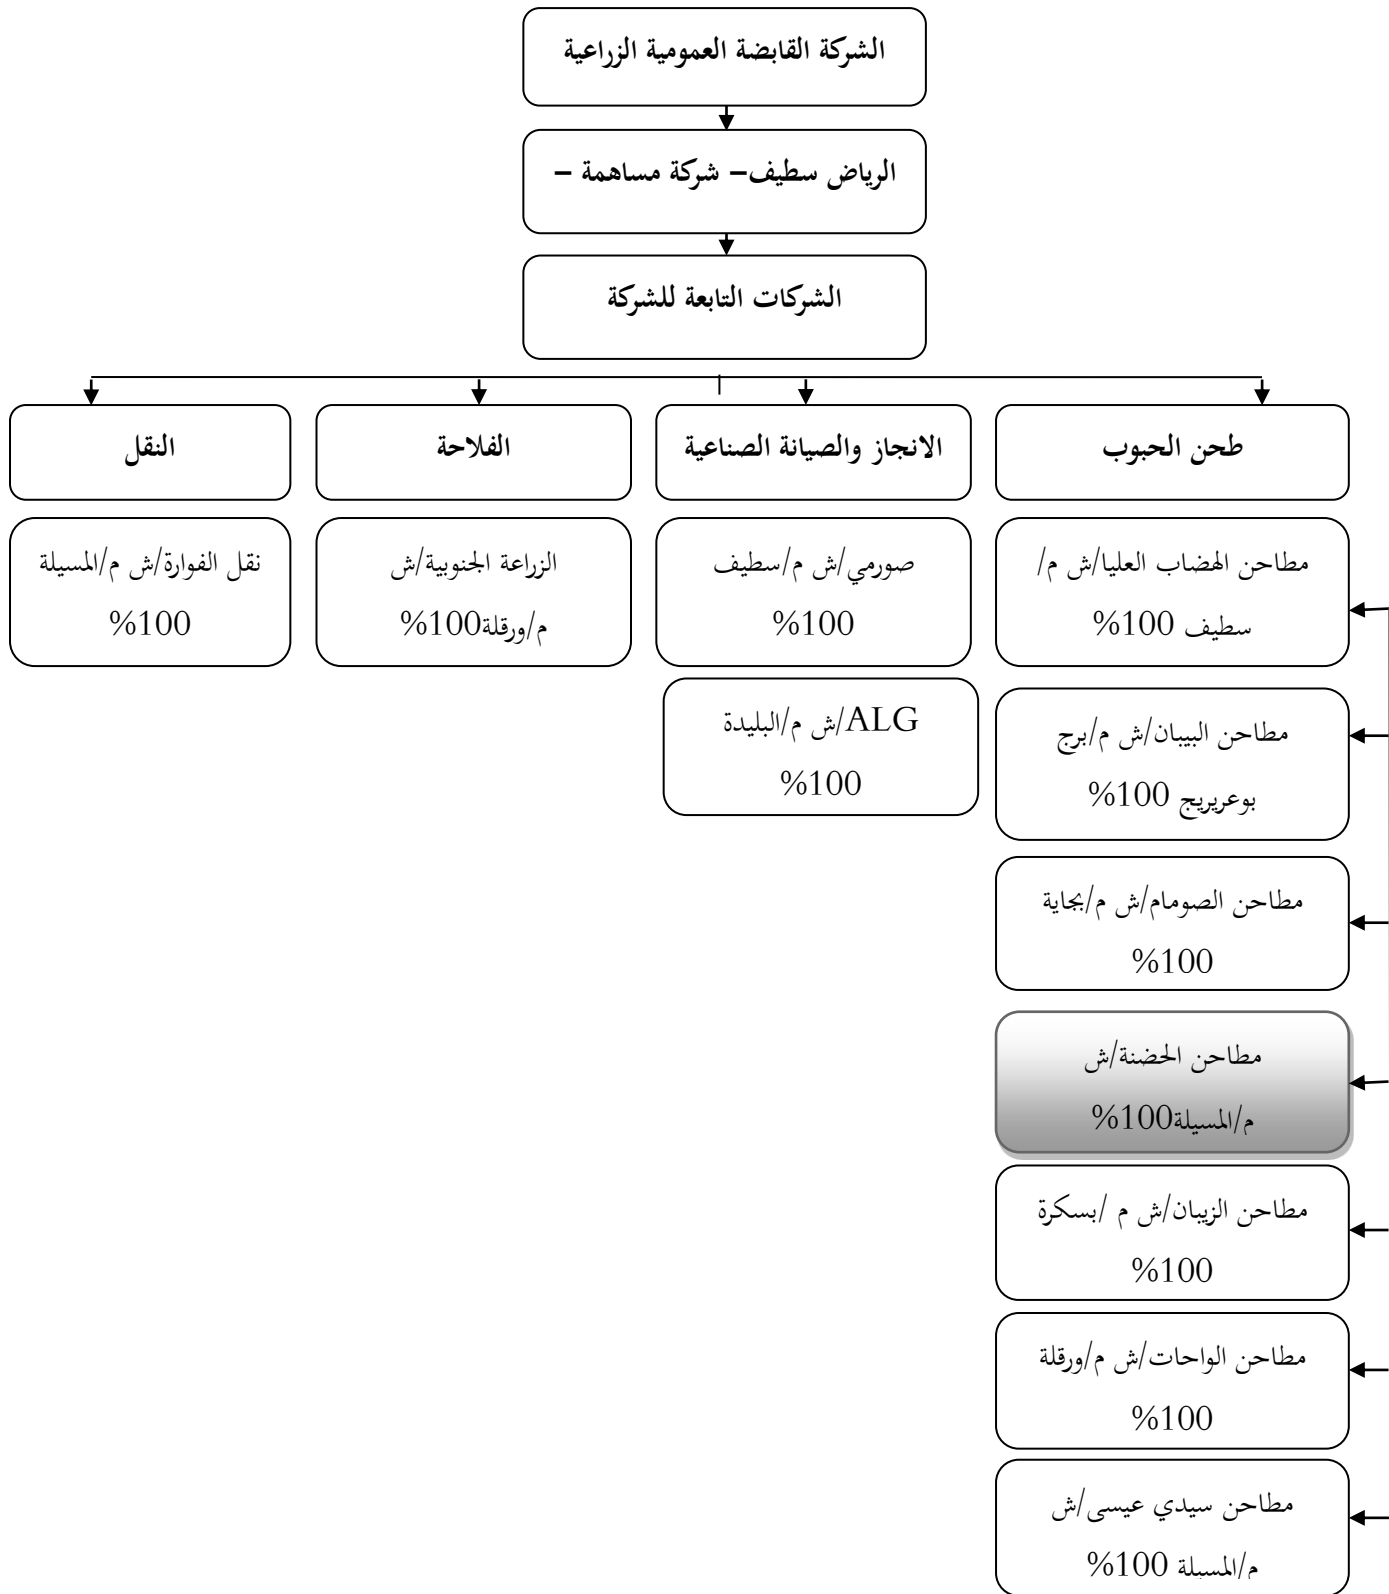 الشركة القابضة العمومية الزراعية
الرياض سطيف– شركة مساهمة –
الشركات التابعة للشركة
طحن الحبوب
الانجاز والصيانة الصناعية
الفلاحة
النقل
مطاحن الهضاب العليا/ش م/
سطيف 100%
صورمي/ش م/سطيف
100%
الزراعة الجنوبية/ش
م/ورقلة100%
نقل الفوارة/ش م/المسيلة
100%
مطاحن البيبان/ش م/برج
بوعريريج 100%
ALG/ش م/البليدة
100%
مطاحن الصومام/ش م/بجاية
100%
مطاحن الحضنة/ش
م/المسيلة100%
مطاحن الزيبان/ش م /بسكرة
100%
مطاحن الواحات/ش م/ورقلة
100%
مطاحن سيدي عيسى/ش
م/المسيلة 100%